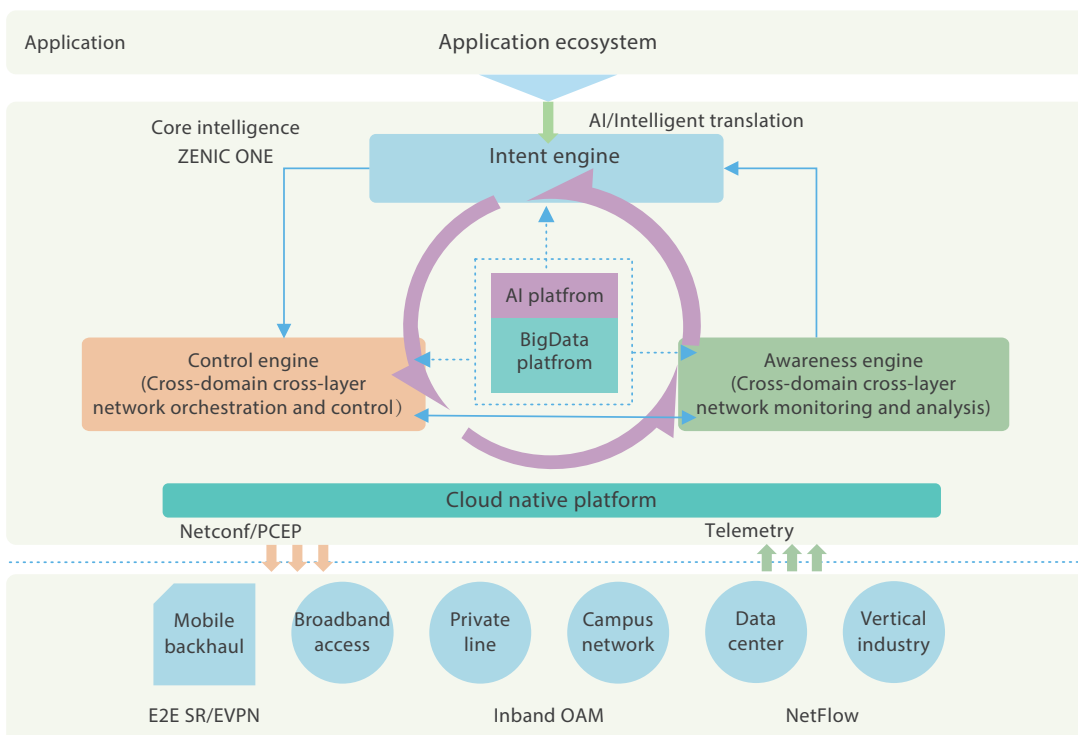 Application
Application ecosystem
Core intelligence
ZENIC ONE
AI/Intelligent translation
Intent engine
AI platfrom
BigData
platfrom
Control engine
(Cross-domain cross-layer
network orchestration and control）
Awareness engine
(Cross-domain cross-layer
network monitoring and analysis)
Cloud native platform
Netconf/PCEP
Telemetry
Mobile
backhaul
Broadband
access
Private
line
Campus
network
Data
center
Vertical
industry
E2E SR/EVPN
Inband OAM
NetFlow